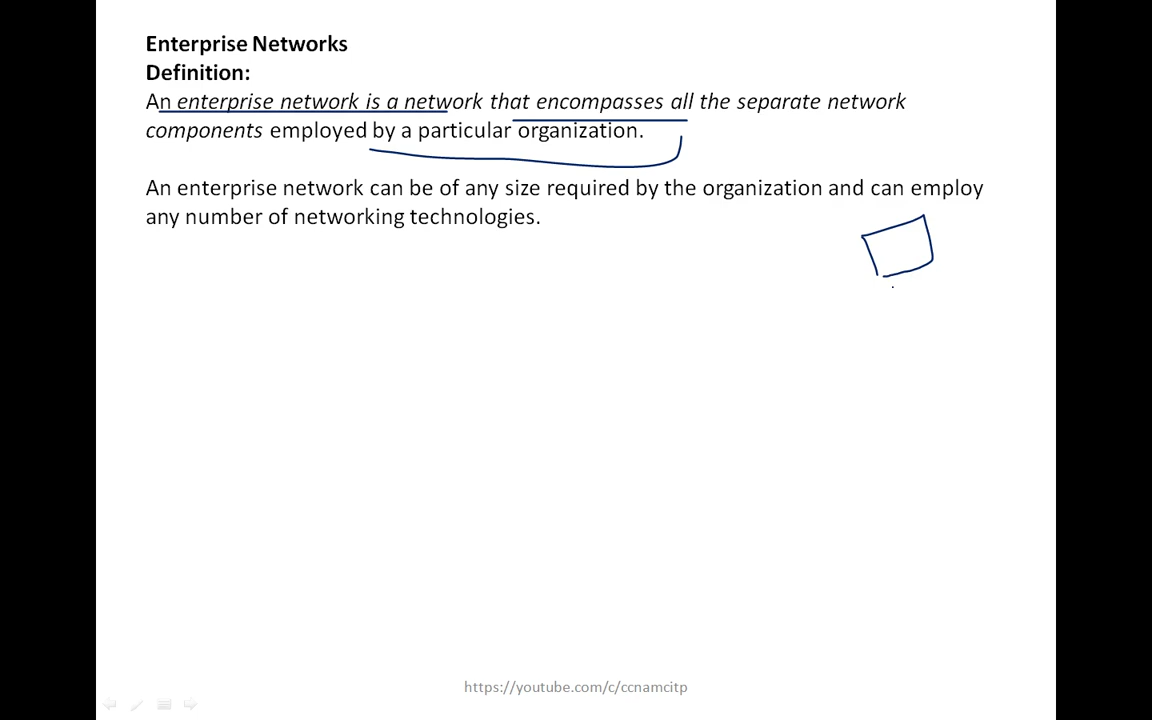 Enterprise Networks
Definition:
An enterprise network is a network that encompasses all the separate network
components employed by a particular organization.
An enterprise network can be of any size required by the organization and can employ
any number of networking technologies.
https://youtube.com/c/ccnamcitp